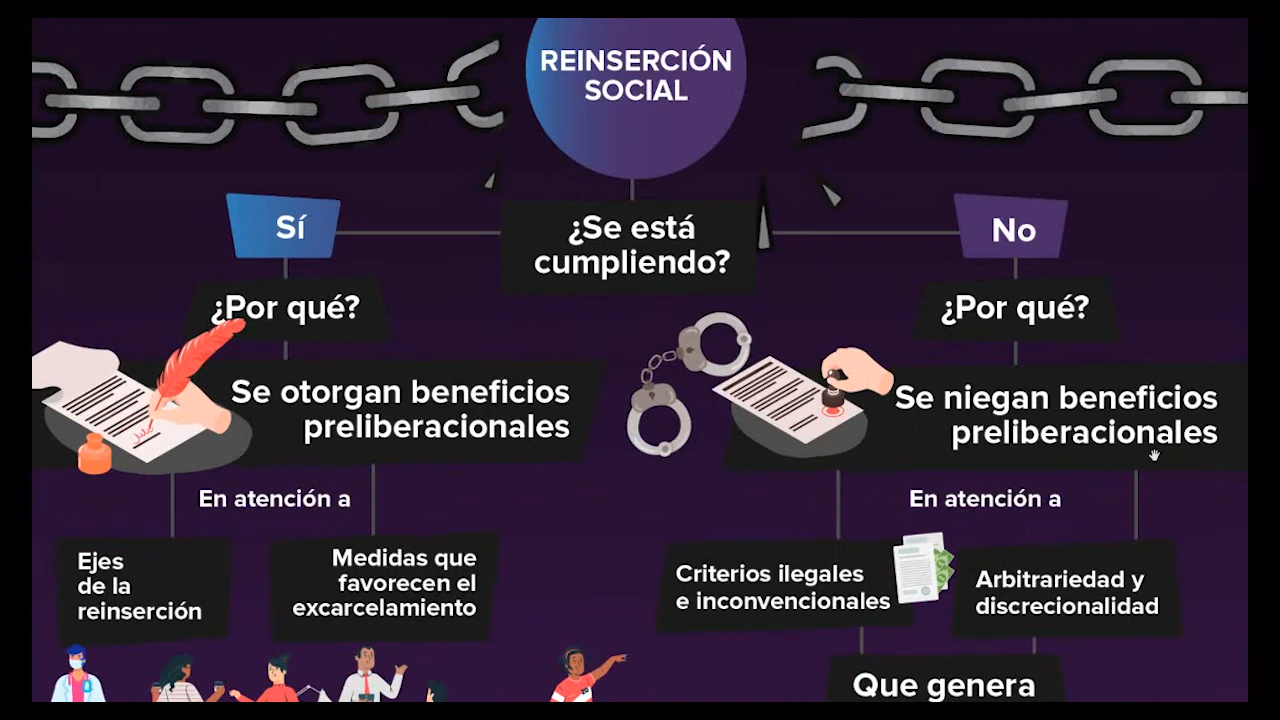 REINSERCIÓN
SOCIAL
¿Se está
cumpliendo?
Sí
¿Por qué?
Se otorgan beneficios
preliberacionales
En atención a
Ejes
de la
reinserción
Medidas que
favorecen el
excarcelamiento
No
¿Por qué?
Se niegan beneficios
preliberacionales
En atención a
Criterios ilegales
e inconvencionales
Arbitrariedad y
discrecionalidad
Que genera